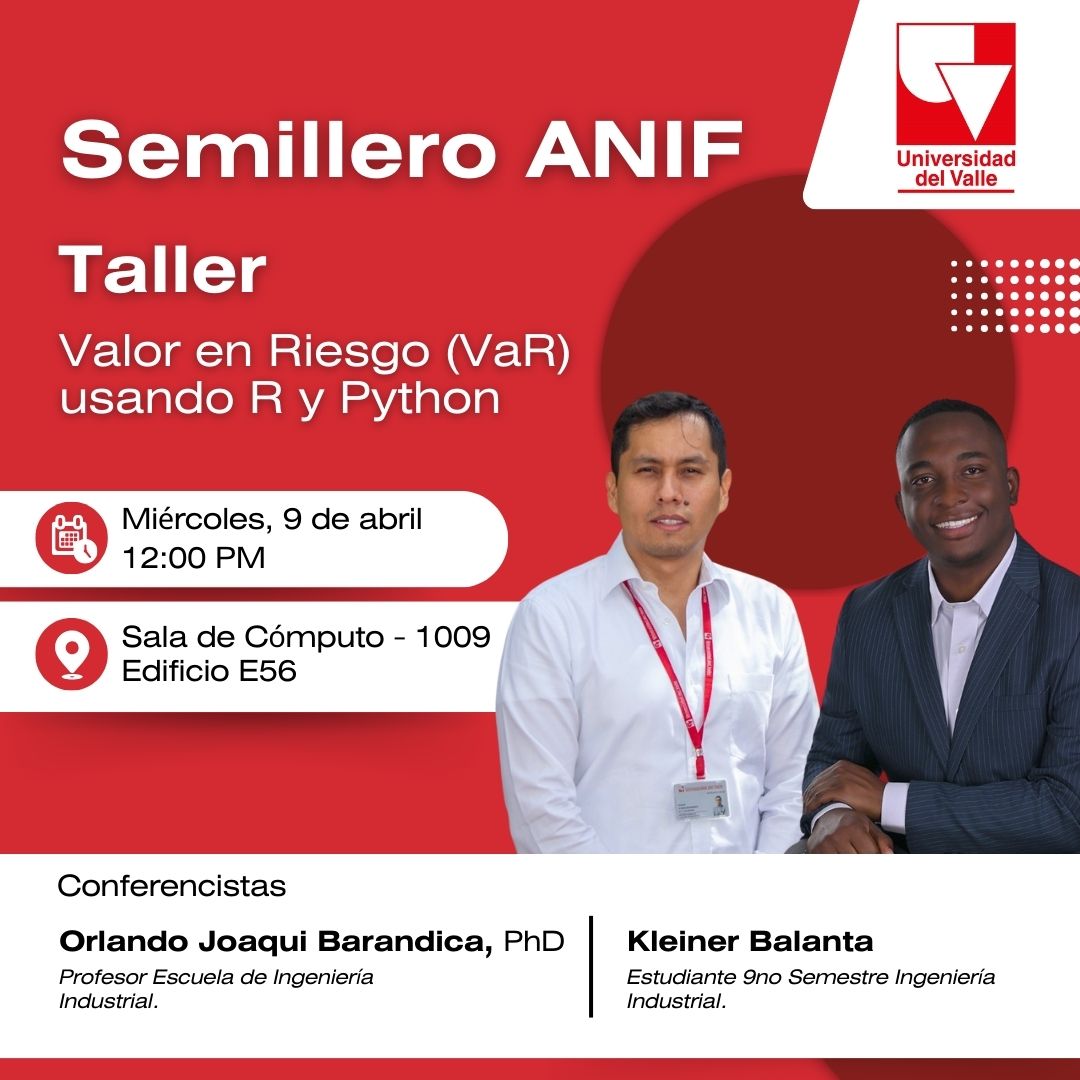 Universidad
del Valle
Semillero ANIF
Taller
Valor en Riesgo (VaR)
usando R y Python
Miércoles, 9 de abril
12:00 PM
Sala de Cómputo - 1009
Edificio E56
Conferencistas
Orlando Joaqui Barandica, PhD
Profesor Escuela de Ingeniería
Industrial.
Kleiner Balanta
Estudiante 9no Semestre Ingeniería
Industrial.